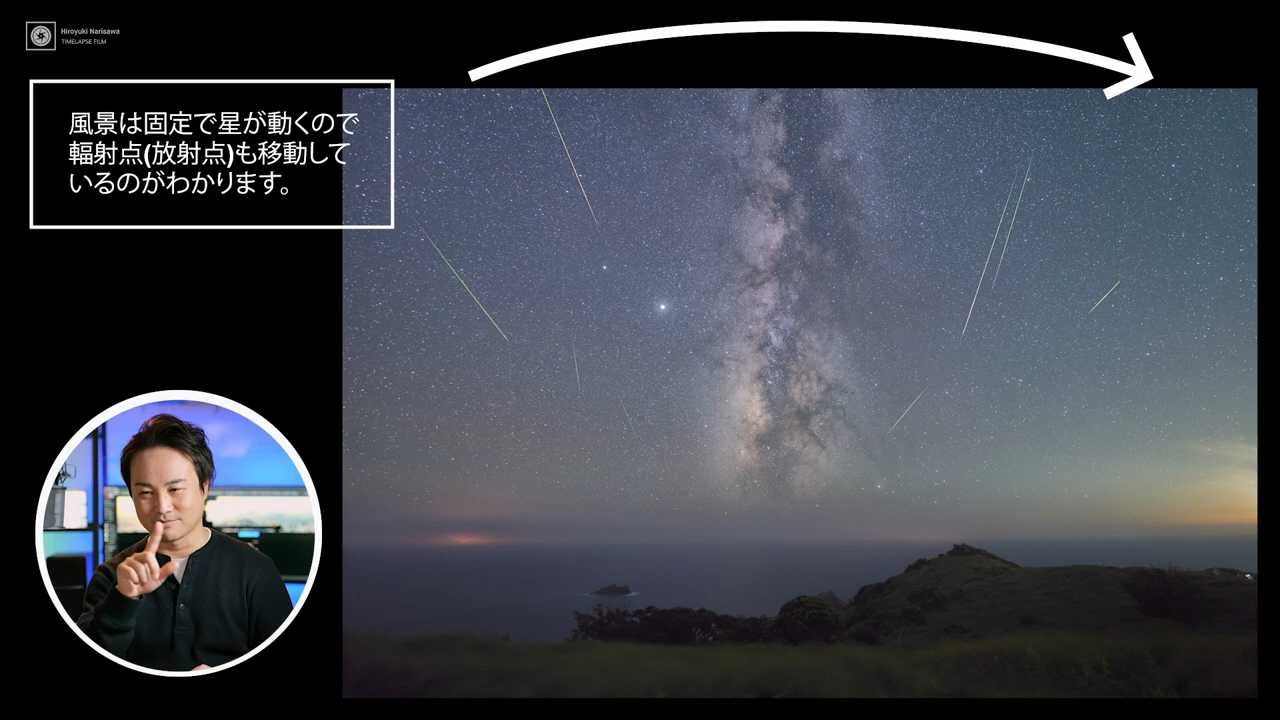 Hiroyuki Narisawa
TIMELAPSE FILM
風景は固定で星が動くので
輻射点(放射点)も移動して
いるのがわかります。